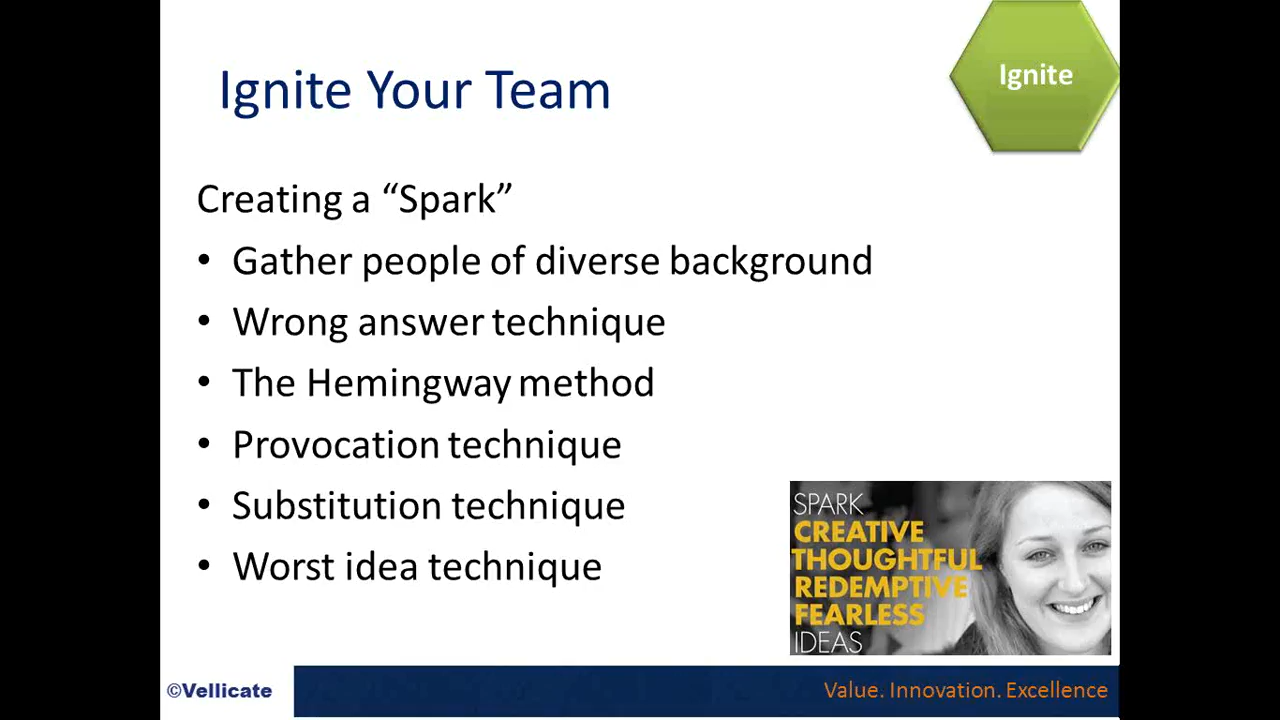 Ignite Your Team
Ignite
Creating a “Spark”
• Gather people of diverse background
• Wrong answer technique
• The Hemingway method
• Provocation technique
• Substitution technique
• Worst idea technique
SPARK
CREATIVE
THOUGHTFUL
REDEMPTIVE
FEARLESS
IDEAS
©Vellicate
Value. Innovation. Excellence